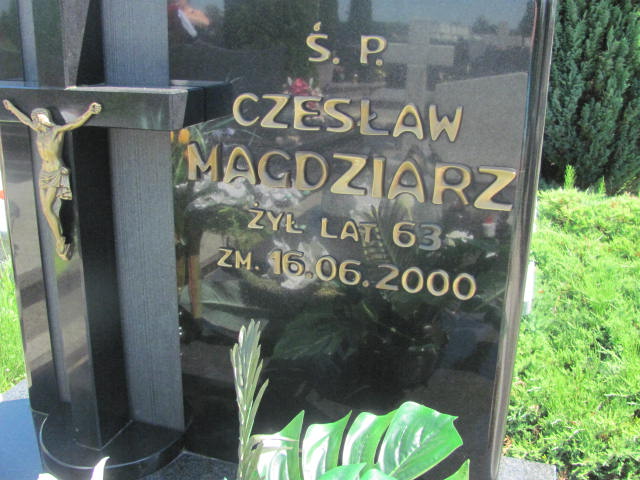 Ś. P.
CZESŁAW
MAGDZIARZ
ŻYŁ LAT 63
ZM. 16.06.2000